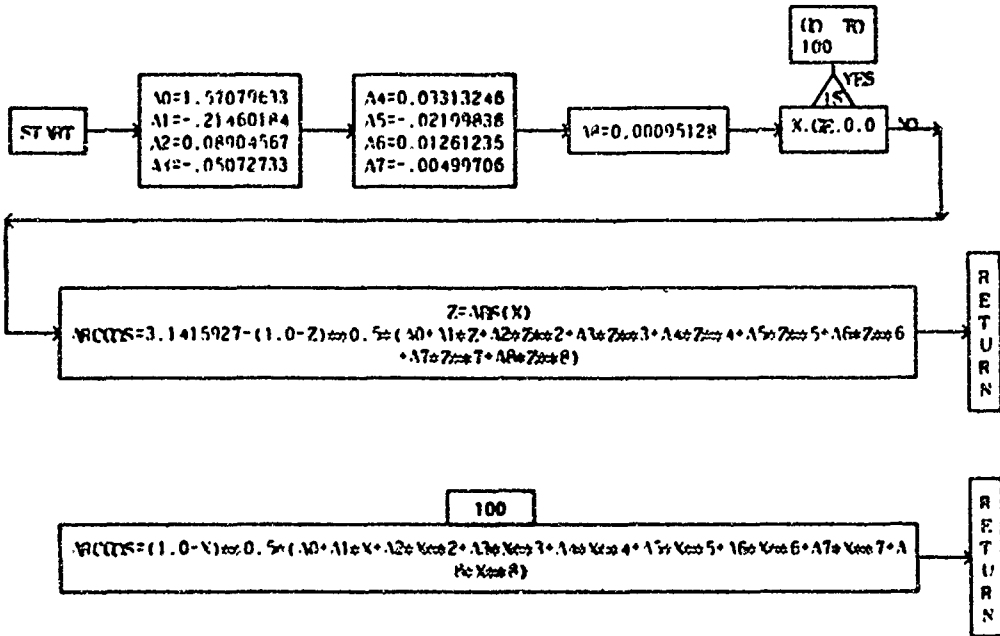 GO TO
100
YES
IS
START
A0=1.57079633
A1=-.21460184
A2=0.08904567
A3=-.05072733
A4=0.03313246
A5=-.02199836
A6=0.01261235
A7=-.00499706
A8=0.00095128
X.GE.0.0
NO
Z=ABS(X)
ARCCOS=3.1415927-(1.0-Z)**0.5*(A0+A1*Z+A2*Z**2+A3*Z**3+A4*Z**4+A5*Z**5+A6*Z**6
+A7*Z**7+A8*Z**8)
RETURN
100
ARCCOS=(1.0-X)**0.5*(A0+A1*X+A2*X**2+A3*X**3+A4*X**4+A5*X**5+A6*X**6+A7*X**7+A
8*X**8)
RETURN